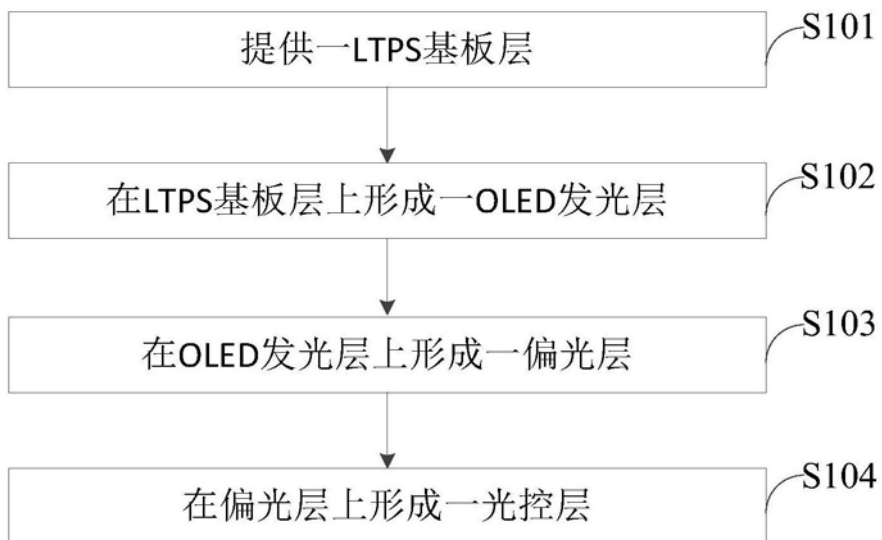 提供一LTPS基板层
S101
在LTPS基板层上形成一OLED发光层
S102
在OLED发光层上形成一偏光层
S103
在偏光层上形成一光控层
S104